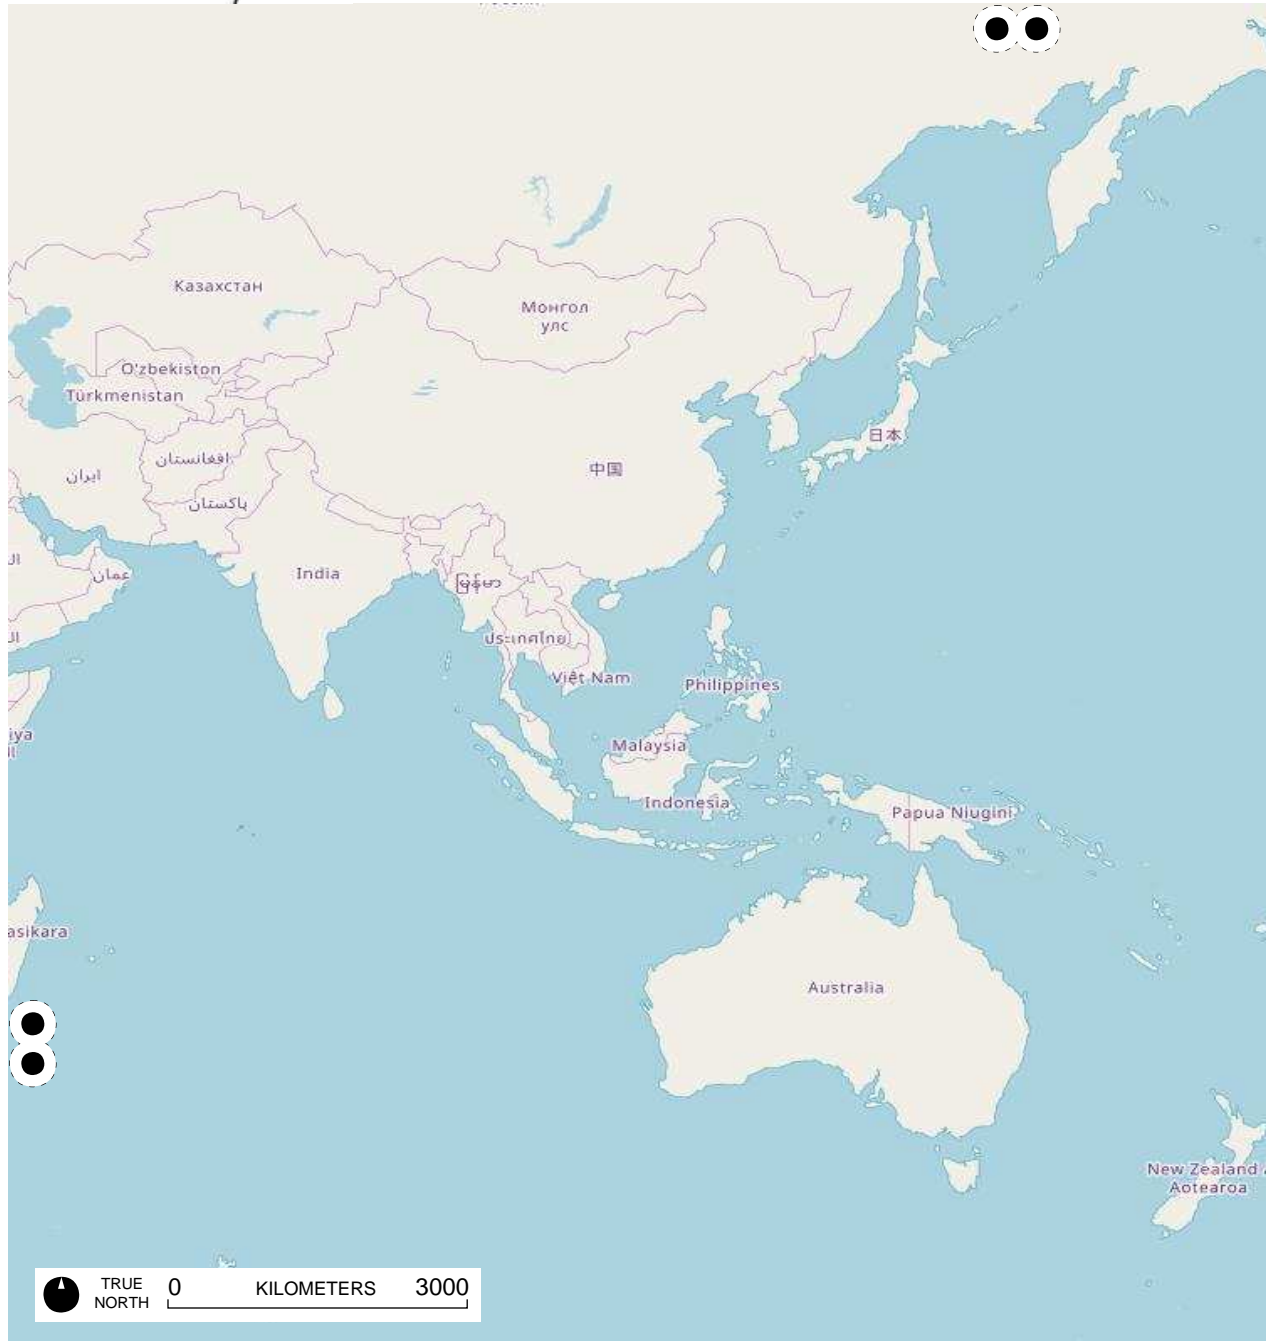 Казахстан
Монгол
улс
O'zbekiston
Türkmenistan
日本
افغانستان
ایران
中国
پاکستان
عمان
India
မြန်မာ
ประเทศไทย
Việt Nam
Philippines
iya
Malaysia
Indonesia
Papua Niugini
asikara
Australia
New Zealand
Aotearoa
TRUE
NORTH
0 KILOMETERS 3000